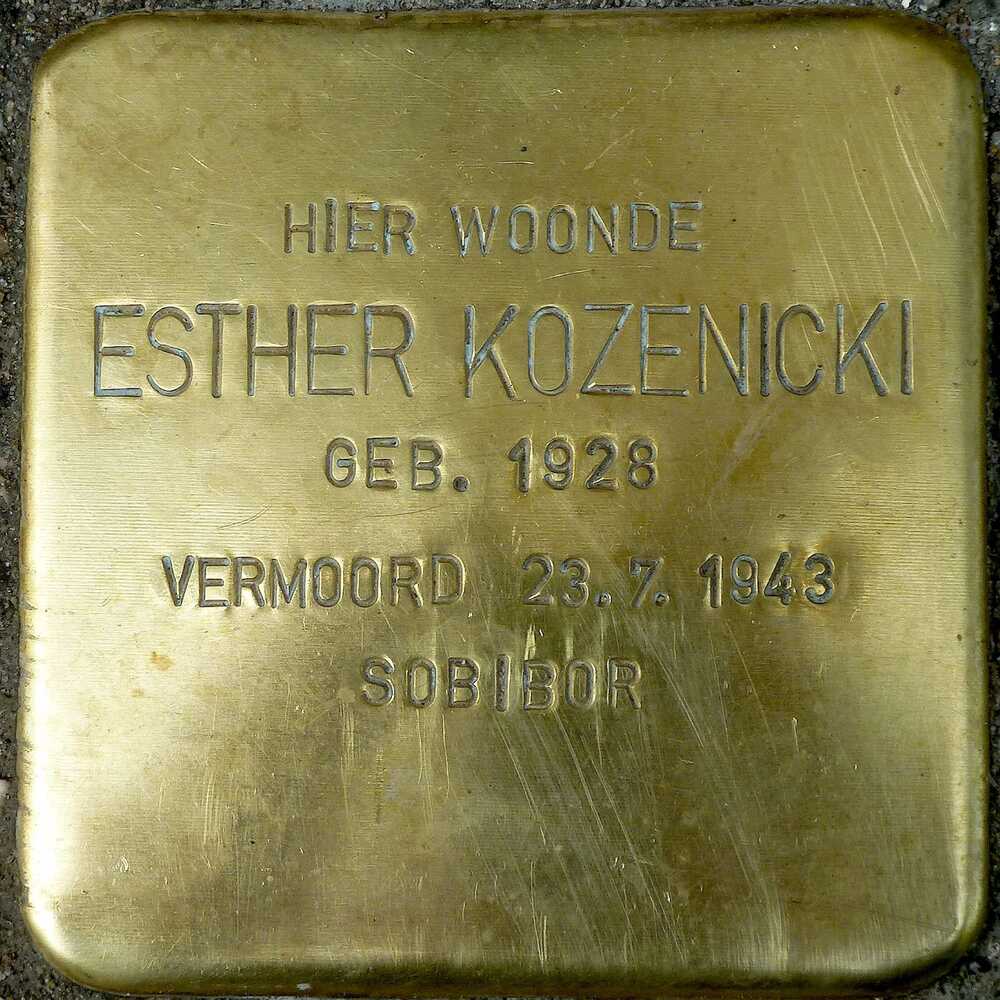 HIER WOONDE
ESTHER KOZENICKI
GEB. 1928
VERMOORD 23.7.1943
SOBIBOR